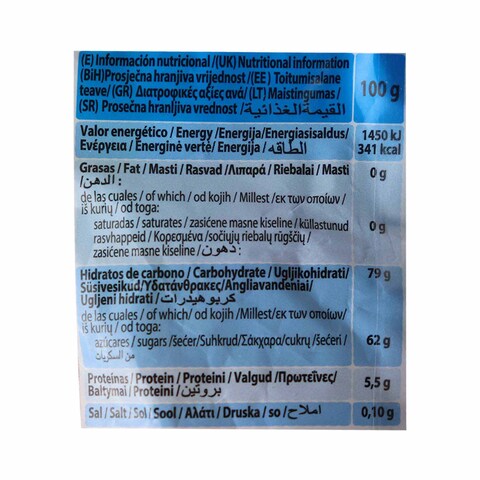 (E) Información nutricional /(UK) Nutritional information
(BiH)Prosječna hranjiva vrijednost /(EE) Toitumisalane
teave/(GR) Διατροφικές αξίες ανά/ (LT) Maistingumas /
(SR) Prosečna hranljiva vrednost / القيمة الغذائية/
100 g
Valor energético / Energy /Energija/Energiasisaldus/
Ενέργεια / Energinė vertė/ Energija / الطاقه/
1450 kJ
341 kcal
Grasas / Fat / Masti / Rasvad /Λιπαρά / Riebalai / Masti
/الدهن :
0 g
de las cuales / of which / od kojih / Millest /εκ των οποίων /
iš kurių / od toga:
saturadas / saturates / zasićene masne kiseline / küllastunud
rasvhappeid / Κορεσμένα /sočiųjų riebalų rūgščių/
zasićene masne kiseline / دهون:
0 g
Hidratos de carbono / Carbohydrate / Ugljikohidrati/
Süsivesikud/Υδατάνθρακες/Angliavandeniai/
Ugljeni hidrati / كربوهيدرات /
79 g
de las cuales / of which / od kojih / Millest/εκ των οποίων /
iš kurių / od toga:
azúcares / sugars /šećer/Suhkrud/Σάκχαρα/cukrų /šećeri /
من السكريات
62 g
Proteínas / Protein / Proteini / Valgud /Πρωτεΐνες/
Baltymai / Proteini /بروتين/
5,5 g
Sal / Salt / Sol / Sool / Αλάτι / Druska / so / املاح/
0,10 g